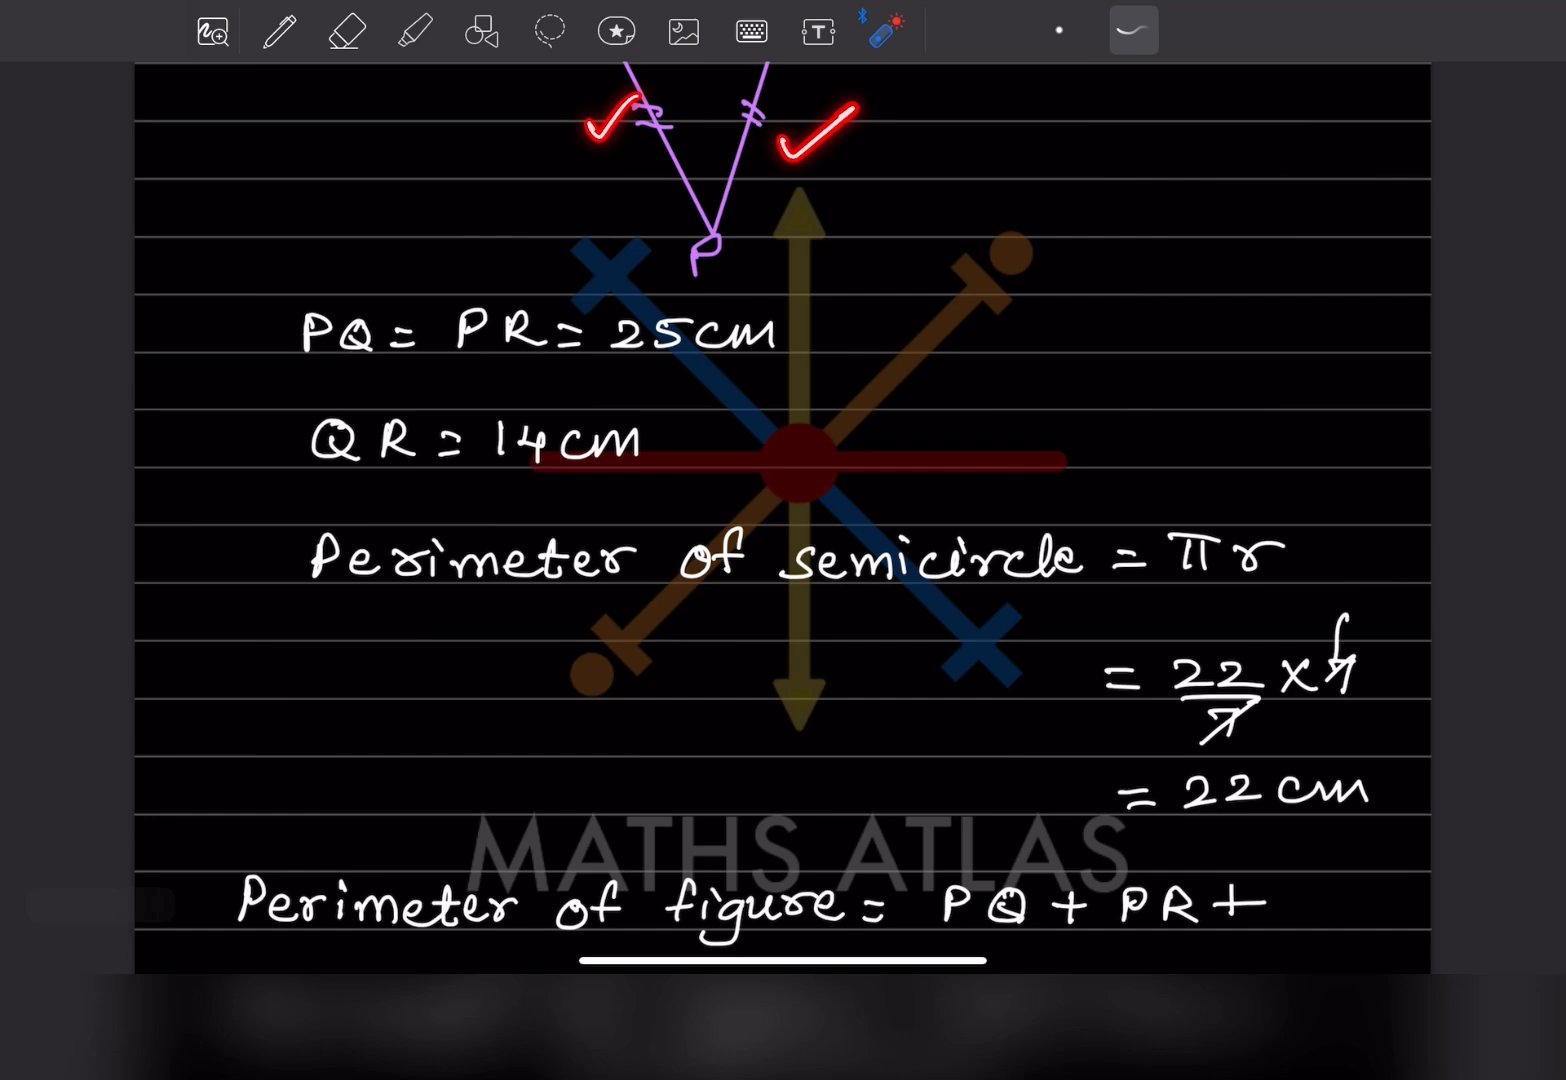 P
PQ = PR = 25cm
QR = 14cm
Perimeter of semicircle = πr
= 22/7 × 7
= 22 cm
MATHS ATLAS
Perimeter of figure = PQ + PR +